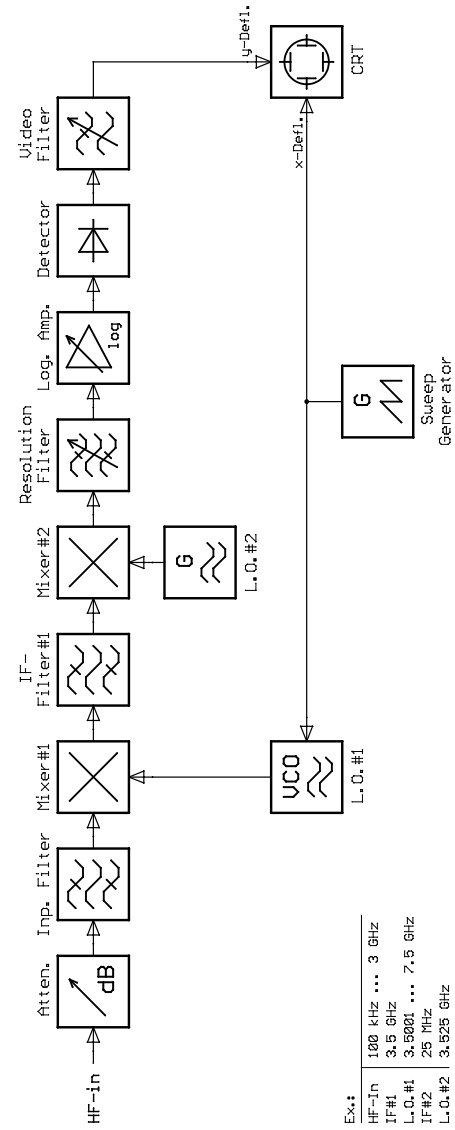 HF-in
Atten.
dB
Inp. Filter
Mixer#1
IF-
Filter#1
Mixer#2
Resolution
Filter
Log. Amp.
log
Detector
Video
Filter
y-Defl.
CRT
x-Defl.
VCO
L.O.#1
G
L.O.#2
G
Sweep
Generator
Ex.:
HF-In 100 kHz ... 3 GHz
IF#1 3.5 GHz
L.O.#1 3.5001 ... 7.5 GHz
IF#2 25 MHz
L.O.#2 3.525 GHz